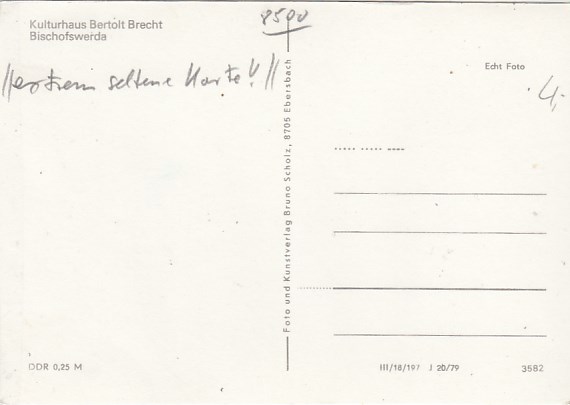 8500
Kulturhaus Bertolt Brecht
Bischofswerda
//extrem seltene Karte!//
Echt Foto
4,-
Foto und Kunstverlag Bruno Scholz, 8705 Ebersbach
DDR 0,25 M
III/18/197 J 20/79
3582